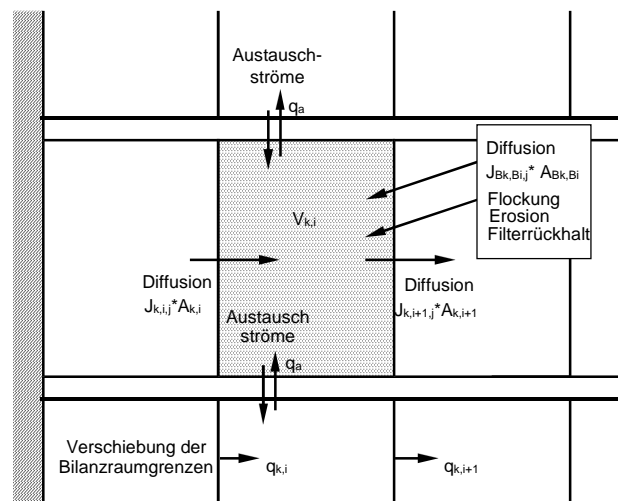 Austausch-
ströme
qa
Diffusion
JBk,Bi,j* ABk,Bi
Flockung
Erosion
Filterrückhalt
Vk,i
Diffusion
Jk,i,j*Ak,i
Diffusion
Jk,i+1,j*Ak,i+1
Austausch
ströme
qa
Verschiebung der
Bilanzraumgrenzen
qk,i
qk,i+1